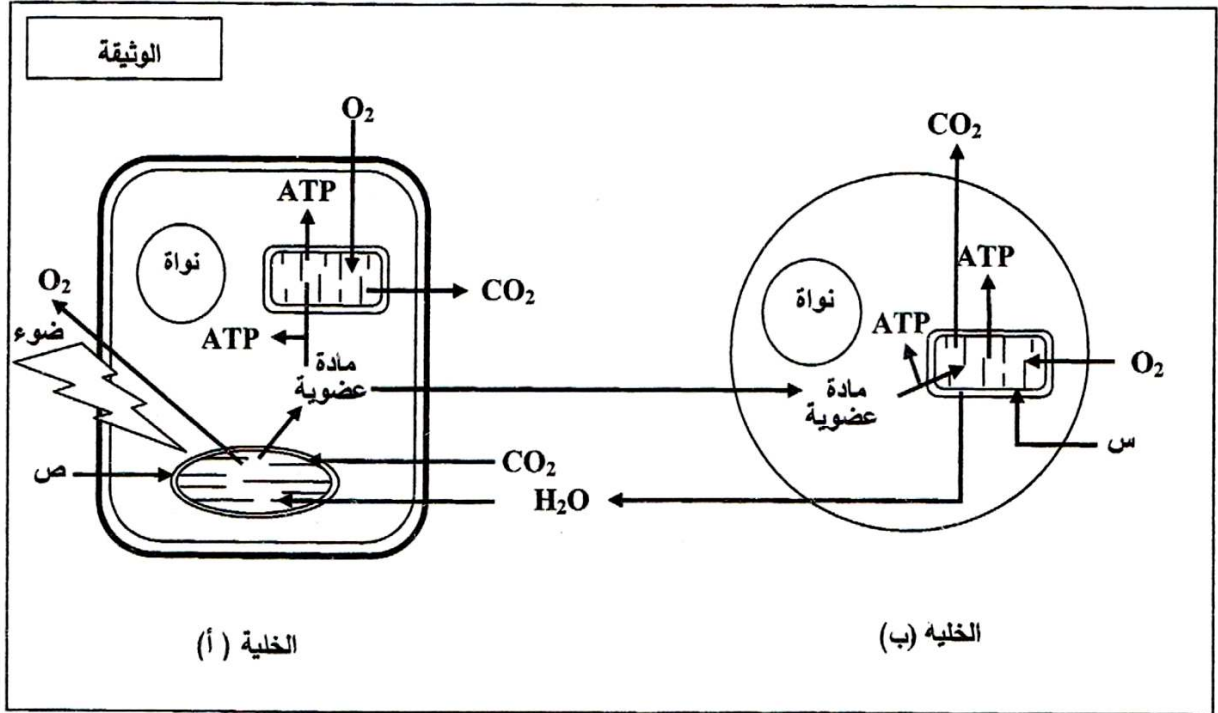 الوثيقة
O₂
ATP
نواة
CO₂
O₂
ضوء
ATP
مادة
عضوية
ص
CO₂
H₂O
الخلية ( أ)
CO₂
ATP
نواة
ATP
O₂
مادة
عضوية
س
الخلية (ب)